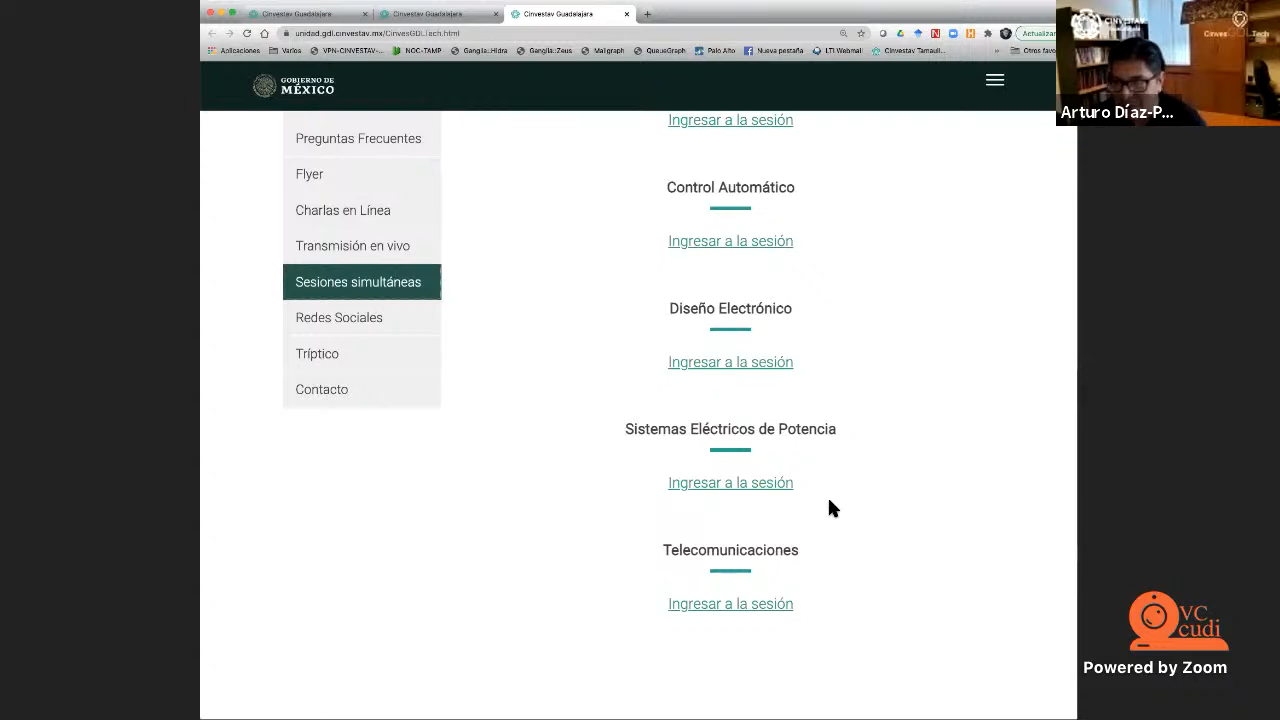 Cinvestav Guadalajara
Cinvestav Guadalajara
Cinvestav Guadalajara
unidad.gdl.cinvestav.mx/CinvesGDLTech.html
Aplicaciones
Varios
VPN-CINVESTAV-...
NOC-TAMP
Ganglia::Hidra
Ganglia::Zeus
Mailgraph
QueueGraph
Palo Alto
Nueva pestaña
LTI Webmail
Cinvestav Tamauli...
Otros favo
Actualizar
GOBIERNO DE
MÉXICO
CINVESTAV
Arturo Díaz-P...
Preguntas Frecuentes
Flyer
Charlas en Línea
Transmisión en vivo
Sesiones simultáneas
Redes Sociales
Tríptico
Contacto
Ingresar a la sesión
Control Automático
Ingresar a la sesión
Diseño Electrónico
Ingresar a la sesión
Sistemas Eléctricos de Potencia
Ingresar a la sesión
Telecomunicaciones
Ingresar a la sesión
VC
cudi
Powered by Zoom